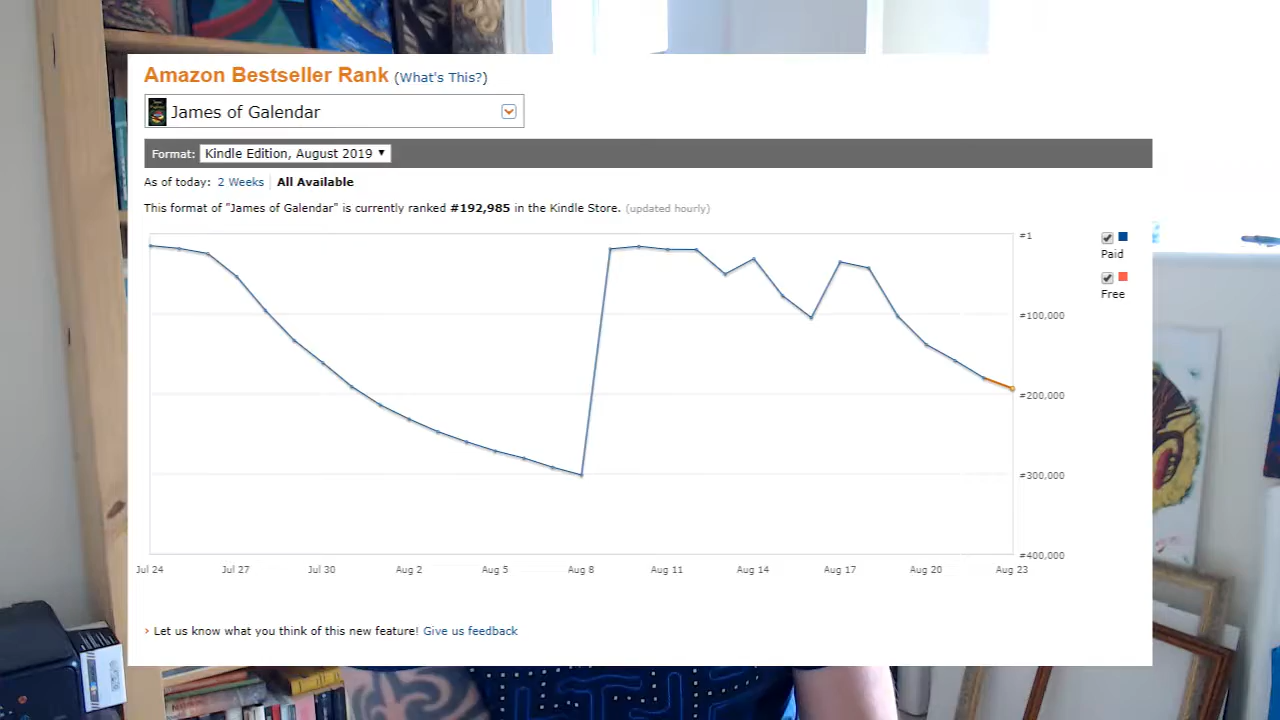 Amazon Bestseller Rank (What's This?)
James of Galendar
Format: Kindle Edition, August 2019
As of today: 2 Weeks All Available
This format of "James of Galendar" is currently ranked #192,985 in the Kindle Store. (updated hourly)
#1
Paid
Free
#100,000
#200,000
#300,000
#400,000
Jul 24 Jul 27 Jul 30 Aug 2 Aug 5 Aug 8 Aug 11 Aug 14 Aug 17 Aug 20 Aug 23
Let us know what you think of this new feature! Give us feedback